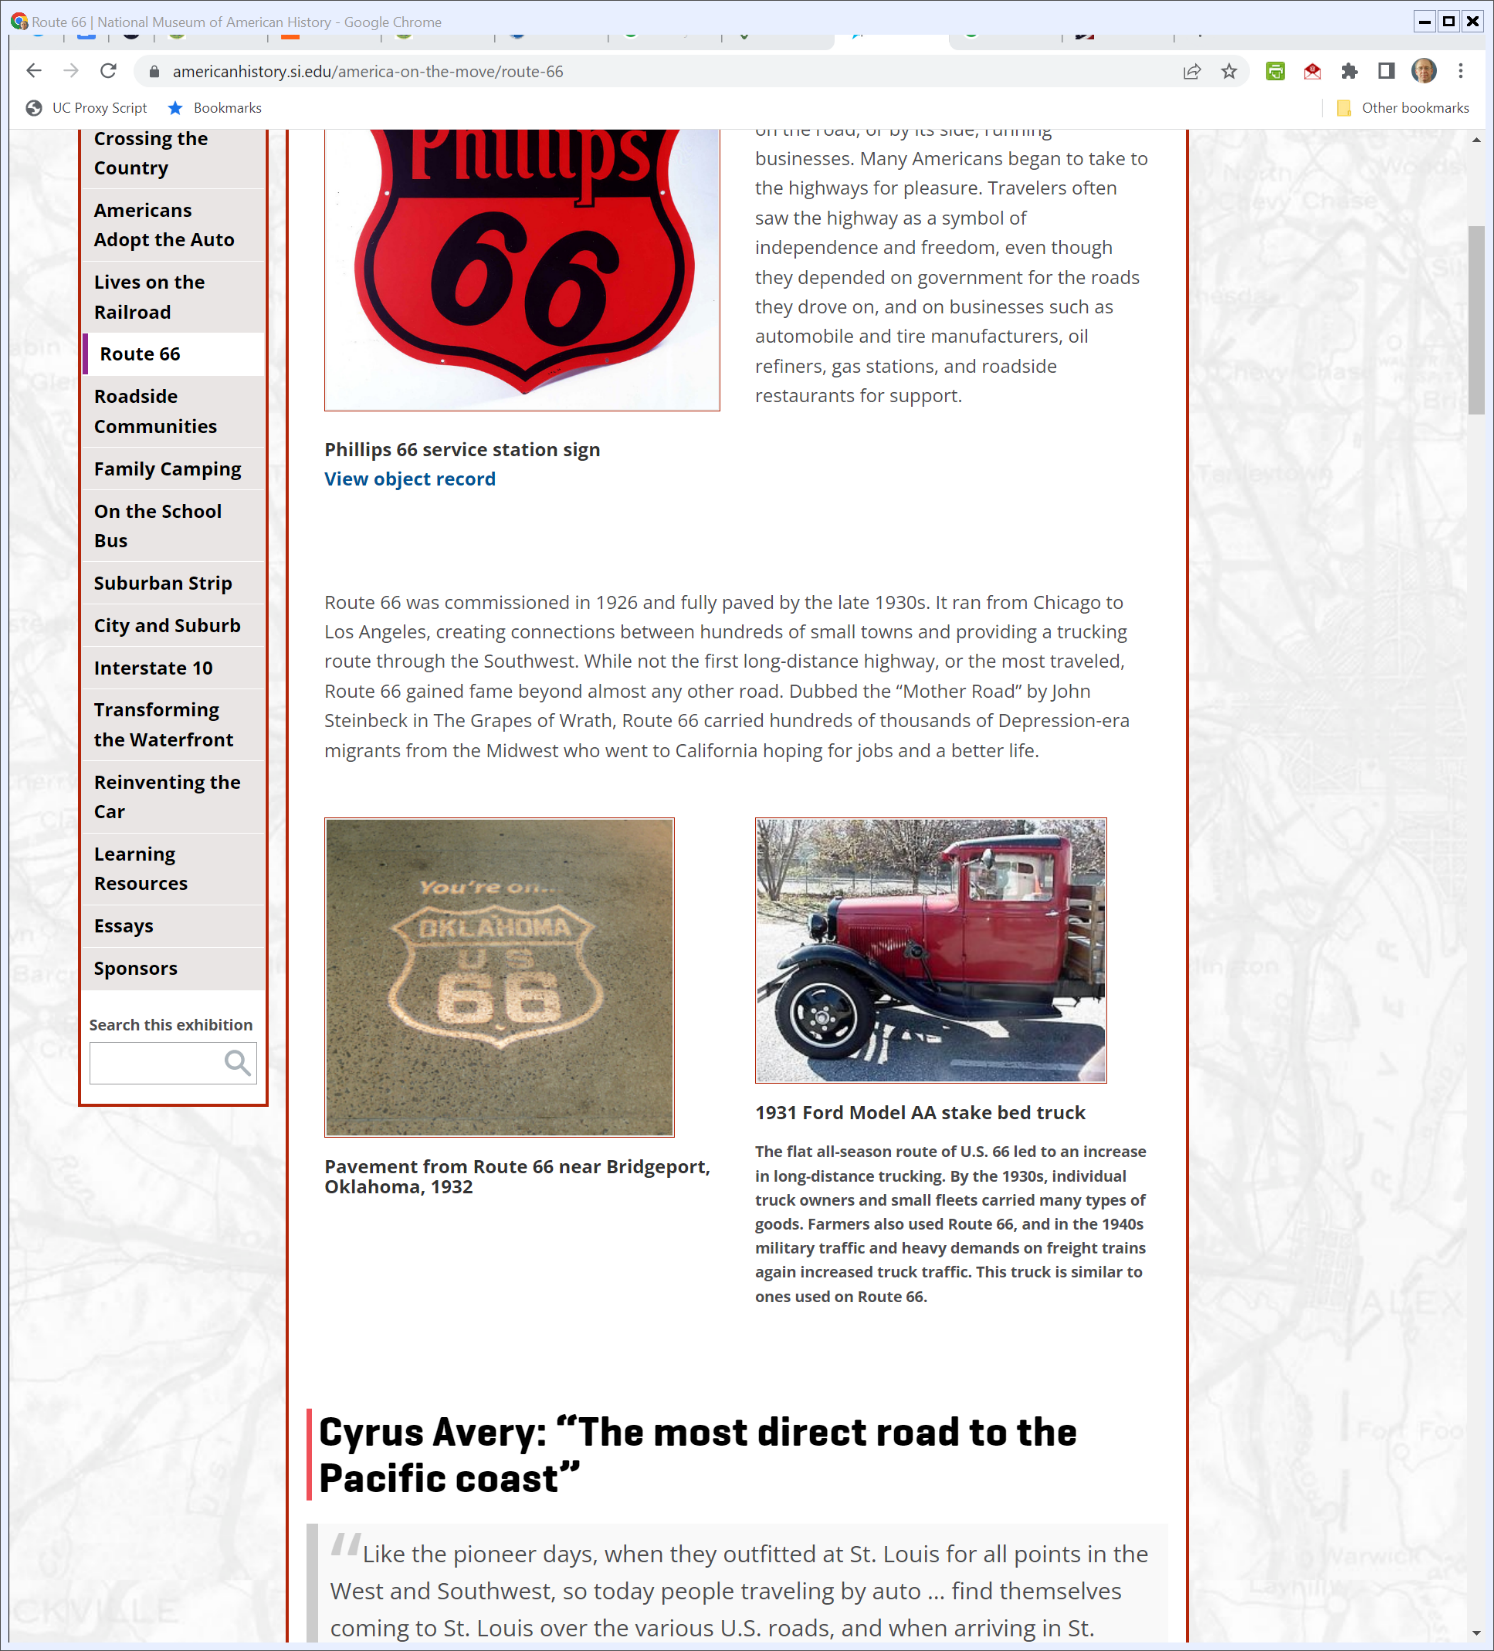 Route 66 | National Museum of American History - Google Chrome
americanhistory.si.edu/america-on-the-move/route-66
UC Proxy Script
Bookmarks
Other bookmarks
Crossing the
Country
Americans
Adopt the Auto
Lives on the
Railroad
Route 66
Roadside
Communities
Family Camping
On the School
Bus
Suburban Strip
City and Suburb
Interstate 10
Transforming
the Waterfront
Reinventing the
Car
Learning
Resources
Essays
Sponsors
Search this exhibition
Phillips
66
on the road, or by its side, running
businesses. Many Americans began to take to
the highways for pleasure. Travelers often
saw the highway as a symbol of
independence and freedom, even though
they depended on government for the roads
they drove on, and on businesses such as
automobile and tire manufacturers, oil
refiners, gas stations, and roadside
restaurants for support.
Phillips 66 service station sign
View object record
Route 66 was commissioned in 1926 and fully paved by the late 1930s. It ran from Chicago to
Los Angeles, creating connections between hundreds of small towns and providing a trucking
route through the Southwest. While not the first long-distance highway, or the most traveled,
Route 66 gained fame beyond almost any other road. Dubbed the “Mother Road” by John
Steinbeck in The Grapes of Wrath, Route 66 carried hundreds of thousands of Depression-era
migrants from the Midwest who went to California hoping for jobs and a better life.
You're on...
OKLAHOMA
U S
66
Pavement from Route 66 near Bridgeport,
Oklahoma, 1932
1931 Ford Model AA stake bed truck
The flat all-season route of U.S. 66 led to an increase
in long-distance trucking. By the 1930s, individual
truck owners and small fleets carried many types of
goods. Farmers also used Route 66, and in the 1940s
military traffic and heavy demands on freight trains
again increased truck traffic. This truck is similar to
ones used on Route 66.
Cyrus Avery: “The most direct road to the
Pacific coast”
“Like the pioneer days, when they outfitted at St. Louis for all points in the
West and Southwest, so today people traveling by auto ... find themselves
coming to St. Louis over the various U.S. roads, and when arriving in St.